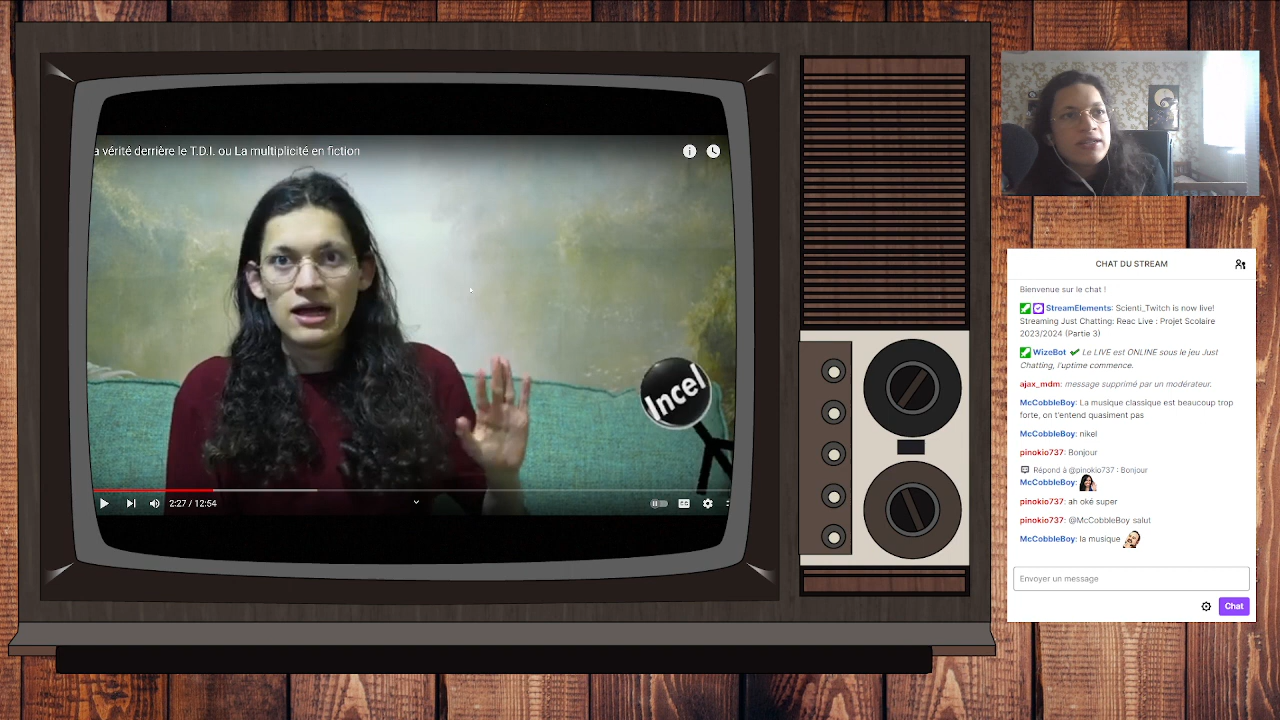 a vérité derrière le T.D.I. ou La multiplicité en fiction
Incel
2:27 / 12:54
CHAT DU STREAM
Bienvenue sur le chat !
StreamElements: Scienti_Twitch is now live!
Streaming Just Chatting: Reac Live : Projet Scolaire
2023/2024 (Partie 3)
WizeBot Le LIVE est ONLINE sous le jeu Just
Chatting, l'uptime commence.
ajax_mdm: message supprimé par un modérateur.
McCobbleBoy: La musique classique est beaucoup trop
forte, on t'entend quasiment pas
McCobbleBoy: nikel
pinokio737: Bonjour
Répond à @pinokio737 : Bonjour
McCobbleBoy:
pinokio737: ah oké super
pinokio737: @McCobbleBoy salut
McCobbleBoy: la musique
Envoyer un message
Chat